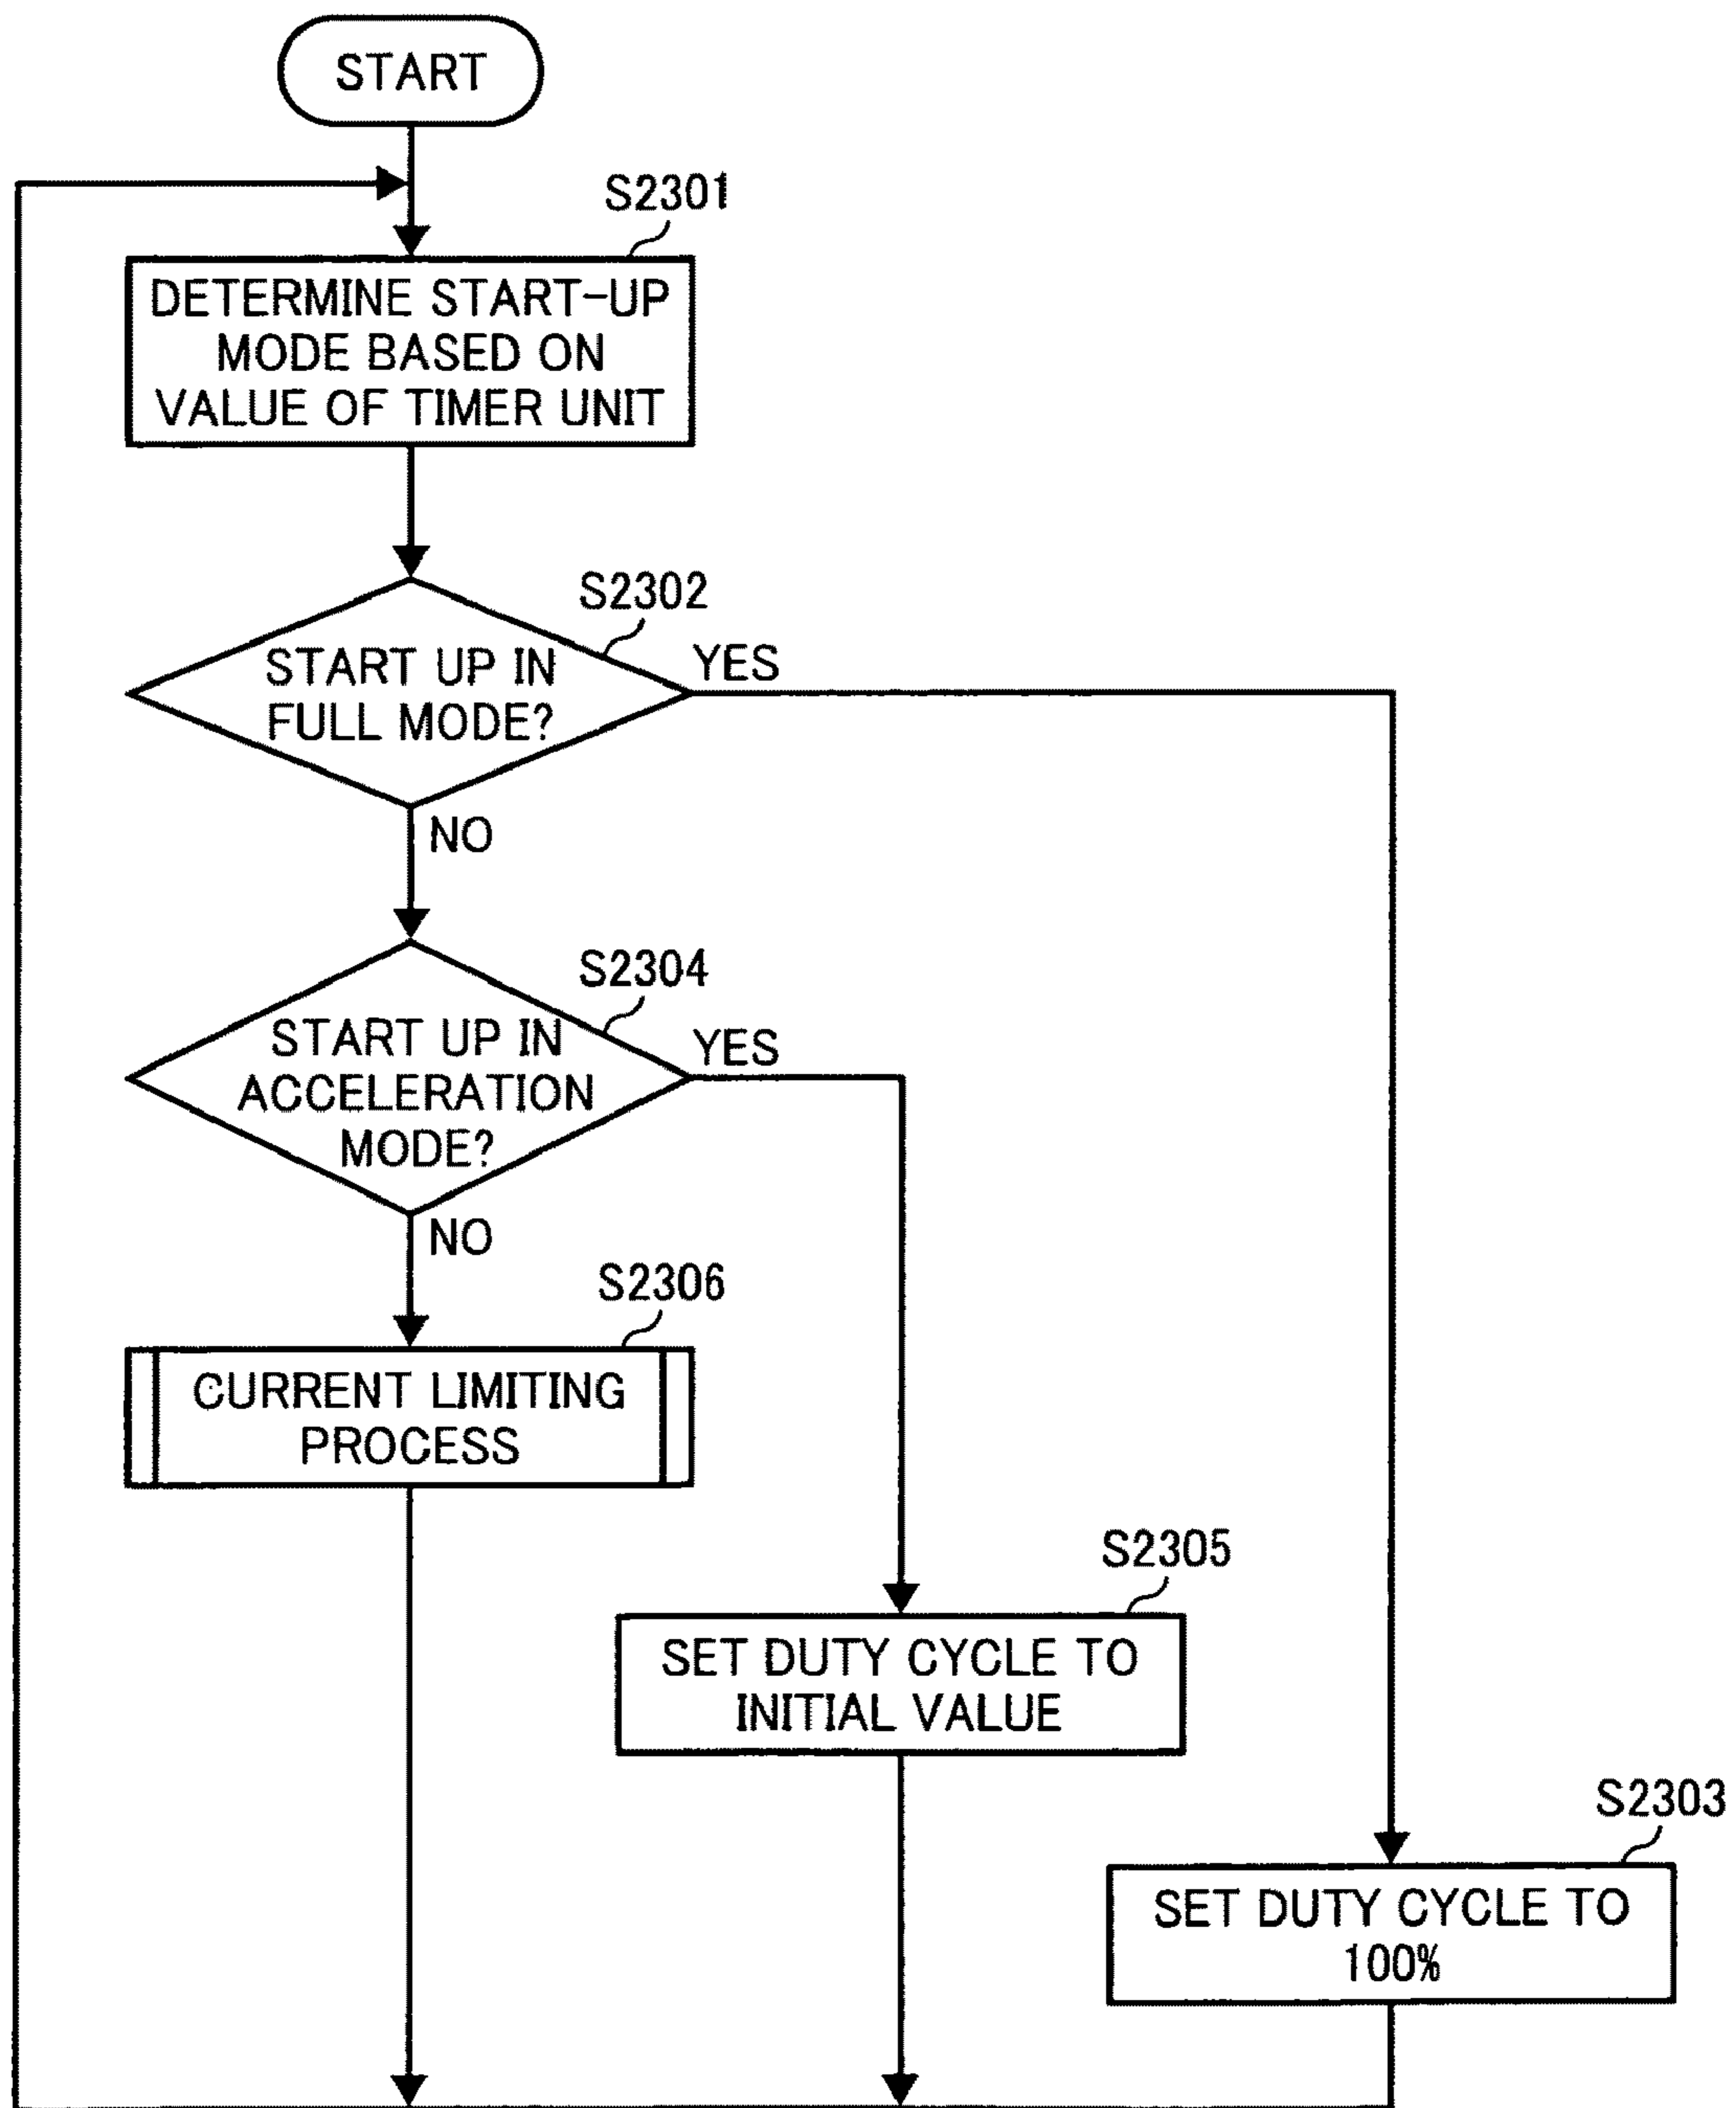 START
S2301
DETERMINE START-UP
MODE BASED ON
VALUE OF TIMER UNIT
S2302
START UP IN
FULL MODE?
YES
NO
S2304
START UP IN
ACCELERATION
MODE?
YES
NO
S2306
CURRENT LIMITING
PROCESS
S2305
SET DUTY CYCLE TO
INITIAL VALUE
S2303
SET DUTY CYCLE TO
100%